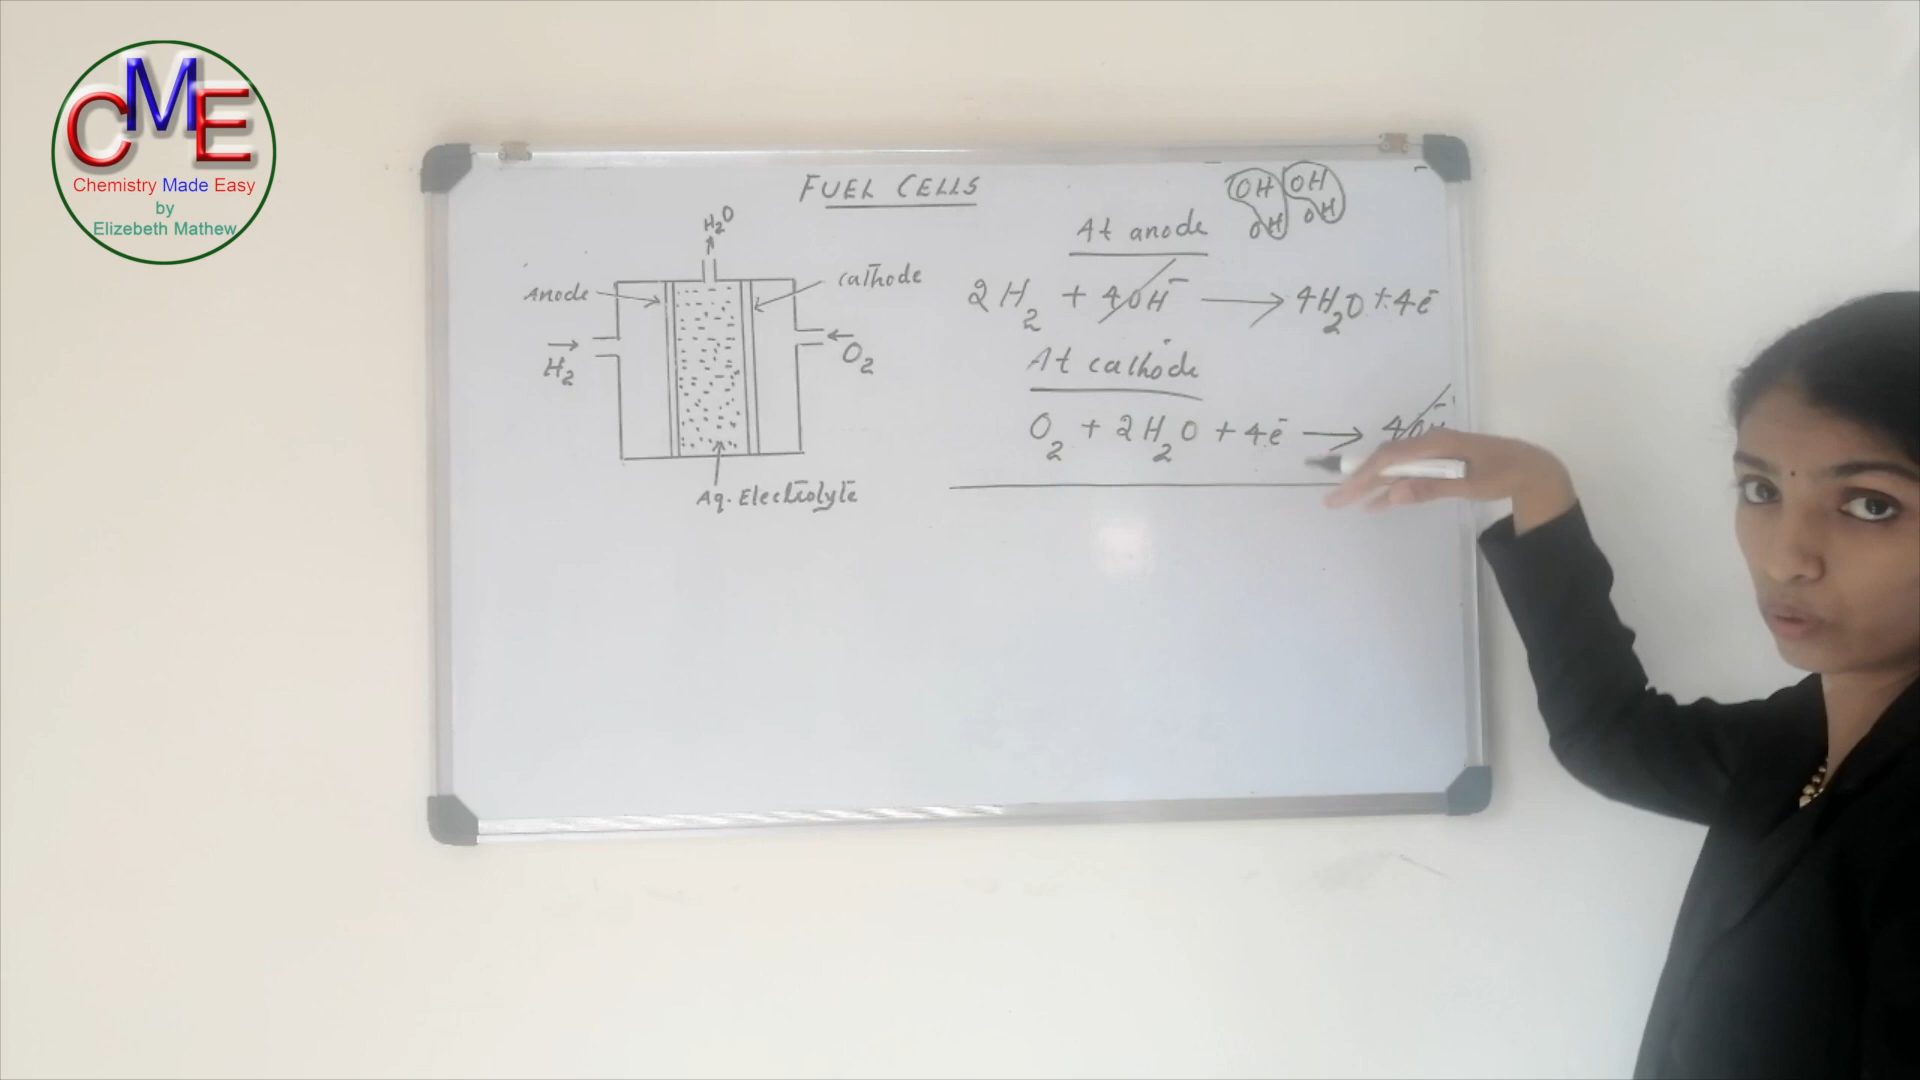 CME
Chemistry Made Easy
by
Elizebeth Mathew
FUEL CELLS
H₂O
Anode
Cathode
H₂
O₂
Aq. Electrolyte
OH OH
OH OH
At anode
2H₂ + 4OH⁻ → 4H₂O + 4e⁻
At cathode
O₂ + 2H₂O + 4e⁻ → 4OH⁻